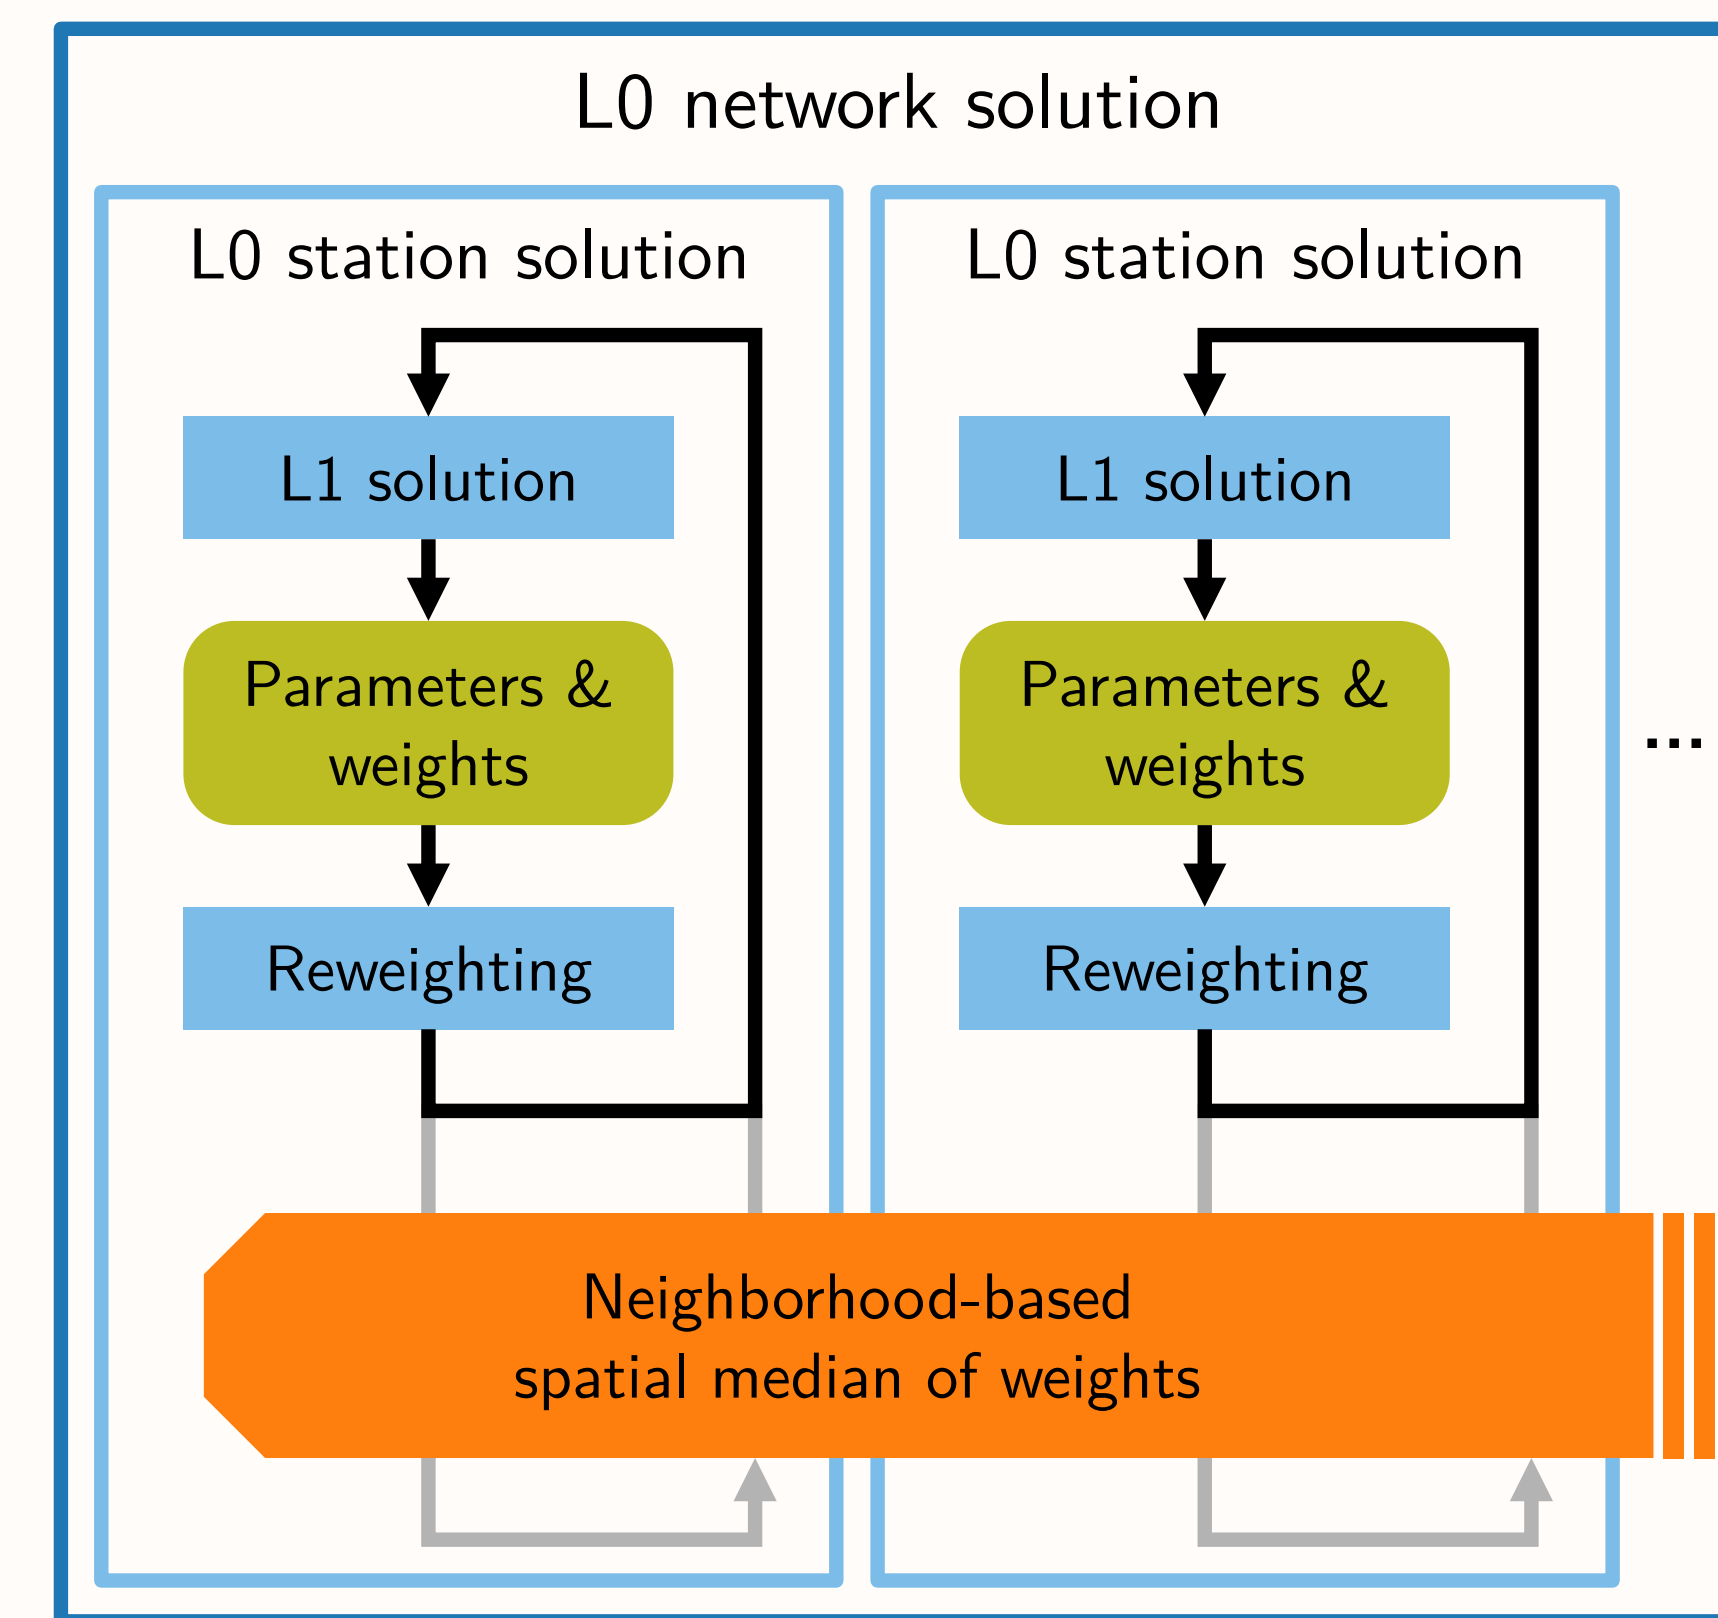 L0 network solution
L0 station solution
L1 solution
Parameters &
weights
Reweighting
L0 station solution
L1 solution
Parameters &
weights
Reweighting
...
Neighborhood-based
spatial median of weights